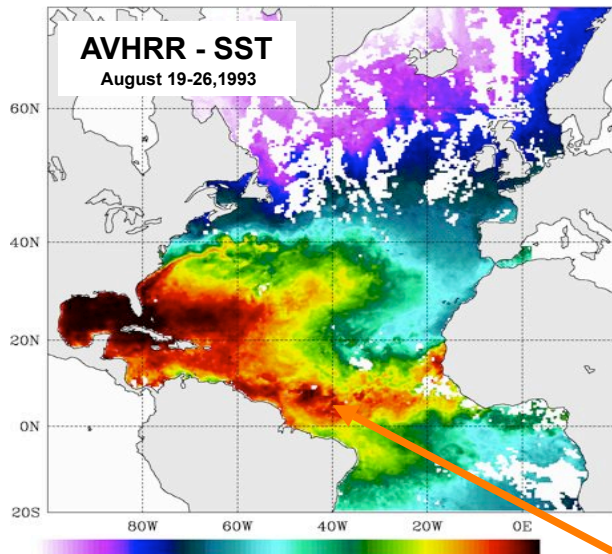 AVHRR - SST
August 19-26,1993
60N
40N
20N
0N
20S
80W
60W
40W
20W
0E